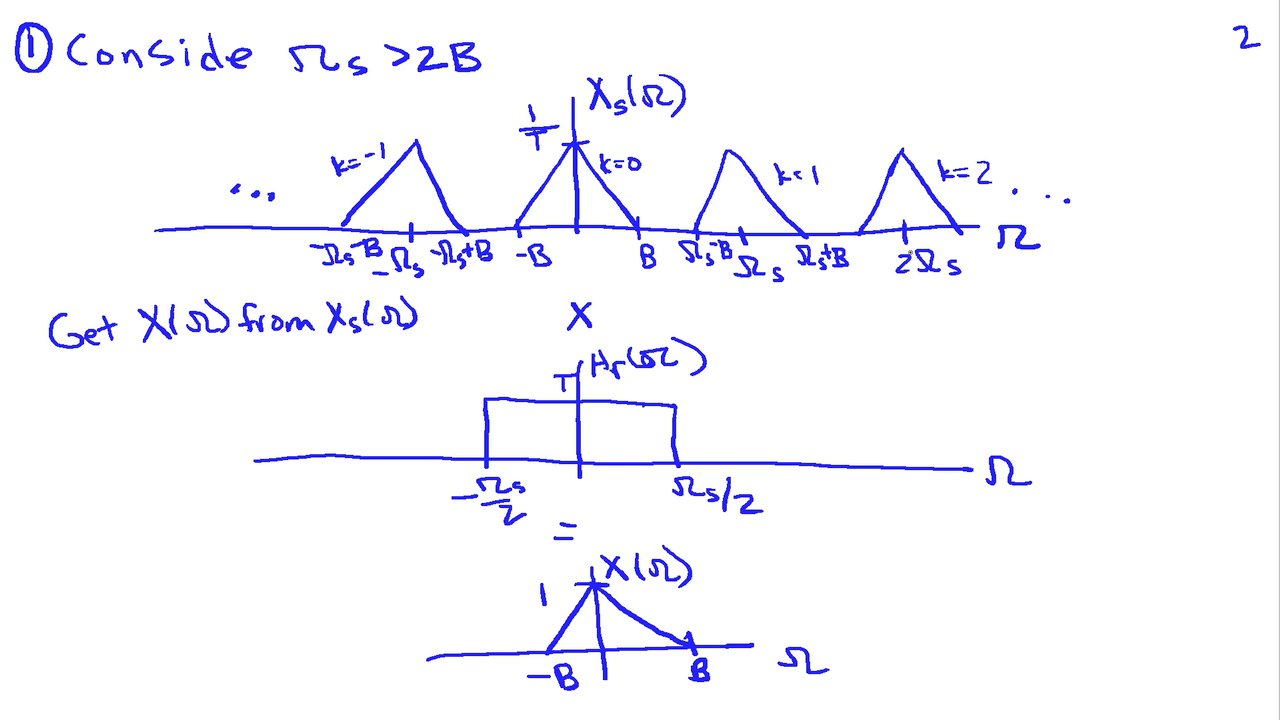 ① Conside Ωs >2B
2
Xs(Ω)
1/T
k=-1
k=0
k=1
k=2
...
...
-Ωs-B
-Ωs
-Ωs+B
-B
B
Ωs-B
Ωs
Ωs+B
2Ωs
Ω
Get X(Ω) from Xs(Ω)
X
T
Hr(Ω)
-Ωs/2
Ωs/2
Ω
=
X(Ω)
1
-B
B
Ω